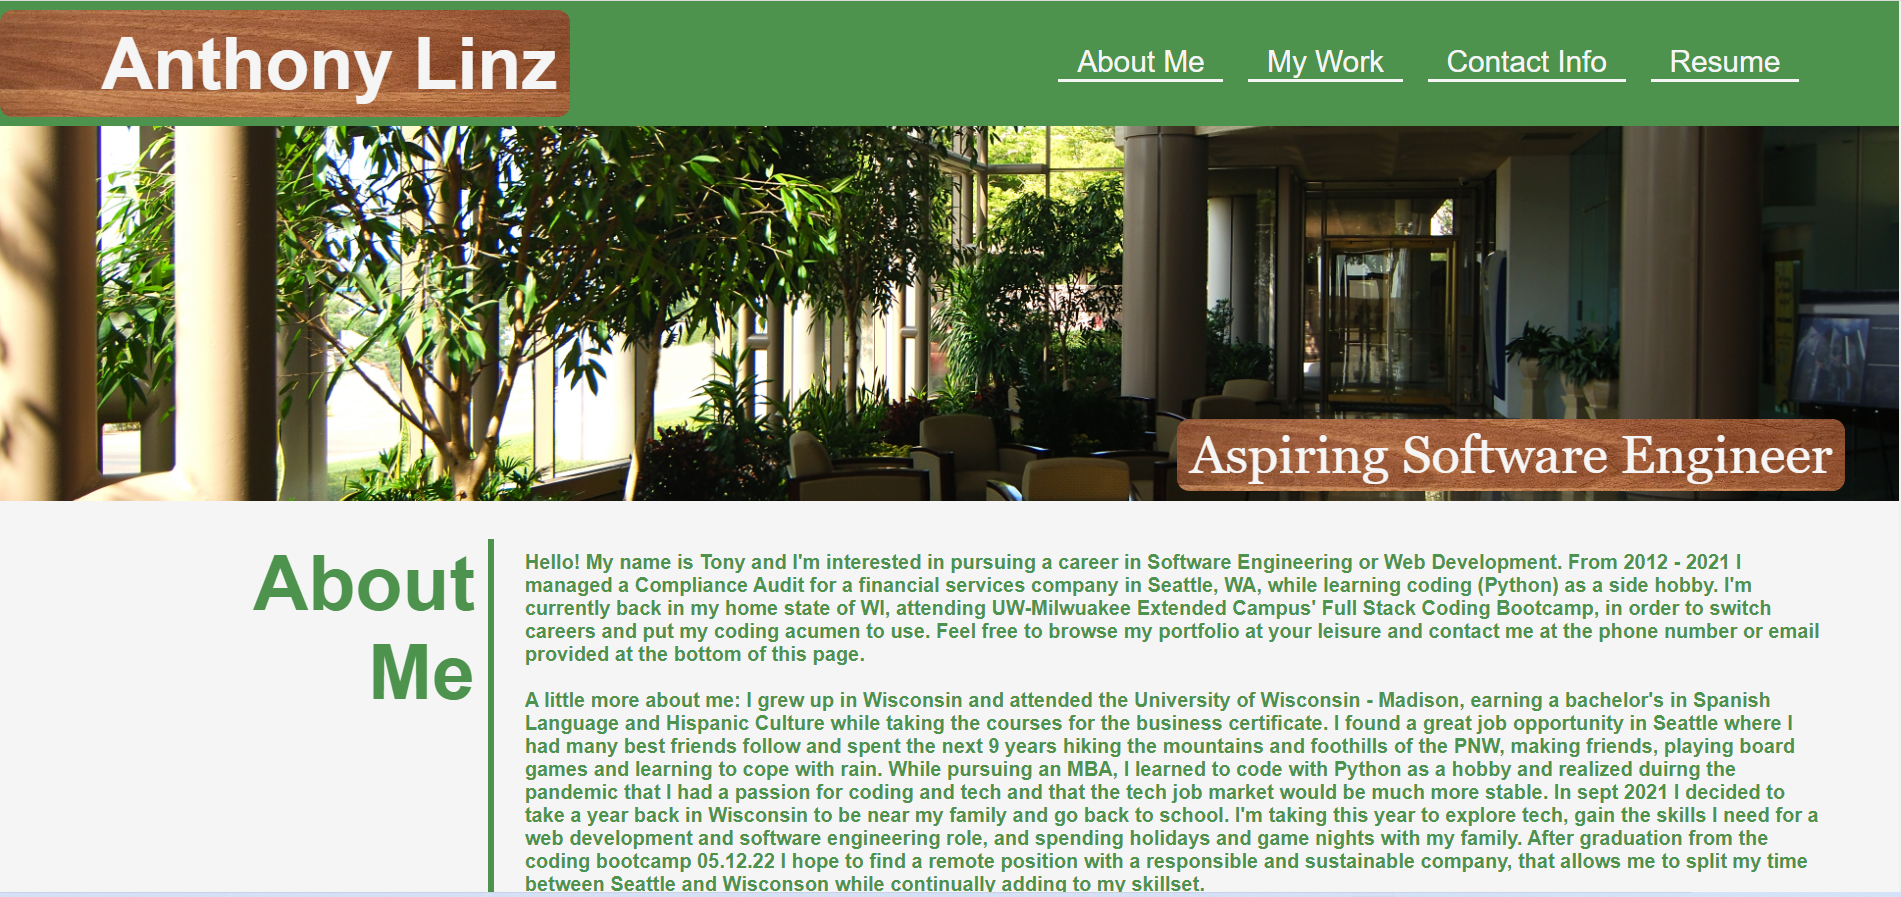 Anthony Linz
About Me
My Work
Contact Info
Resume
Aspiring Software Engineer
About
Me
Hello! My name is Tony and I'm interested in pursuing a career in Software Engineering or Web Development. From 2012 - 2021 I
managed a Compliance Audit for a financial services company in Seattle, WA, while learning coding (Python) as a side hobby. I'm
currently back in my home state of WI, attending UW-Milwuakee Extended Campus' Full Stack Coding Bootcamp, in order to switch
careers and put my coding acumen to use. Feel free to browse my portfolio at your leisure and contact me at the phone number or email
provided at the bottom of this page.
A little more about me: I grew up in Wisconsin and attended the University of Wisconsin - Madison, earning a bachelor's in Spanish
Language and Hispanic Culture while taking the courses for the business certificate. I found a great job opportunity in Seattle where I
had many best friends follow and spent the next 9 years hiking the mountains and foothills of the PNW, making friends, playing board
games and learning to cope with rain. While pursuing an MBA, I learned to code with Python as a hobby and realized duirng the
pandemic that I had a passion for coding and tech and that the tech job market would be much more stable. In sept 2021 I decided to
take a year back in Wisconsin to be near my family and go back to school. I'm taking this year to explore tech, gain the skills I need for a
web development and software engineering role, and spending holidays and game nights with my family. After graduation from the
coding bootcamp 05.12.22 I hope to find a remote position with a responsible and sustainable company, that allows me to split my time
between Seattle and Wisconson while continually adding to my skillset.